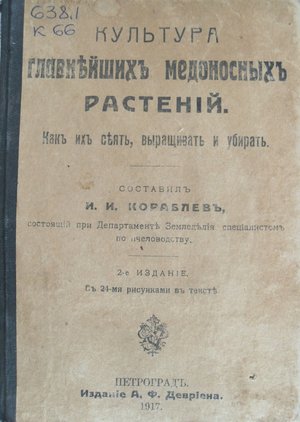 638.1
К 66
КУЛЬТУРА
ГЛАВНѢЙШИХЪ МЕДОНОСНЫХЪ
РАСТЕНІЙ.
Какъ ихъ сѣять, выращивать и убирать.
СОСТАВИЛЪ
И. И. КОРАБЛЕВЪ,
состоящій при Департаментѣ Земледѣлія спеціалистомъ
по пчеловодству.
2-е ИЗДАНІЕ.
Съ 24-мя рисунками въ текстѣ
ПЕТРОГРАДЪ.
Изданіе А. Ф. Девріена.
1917.